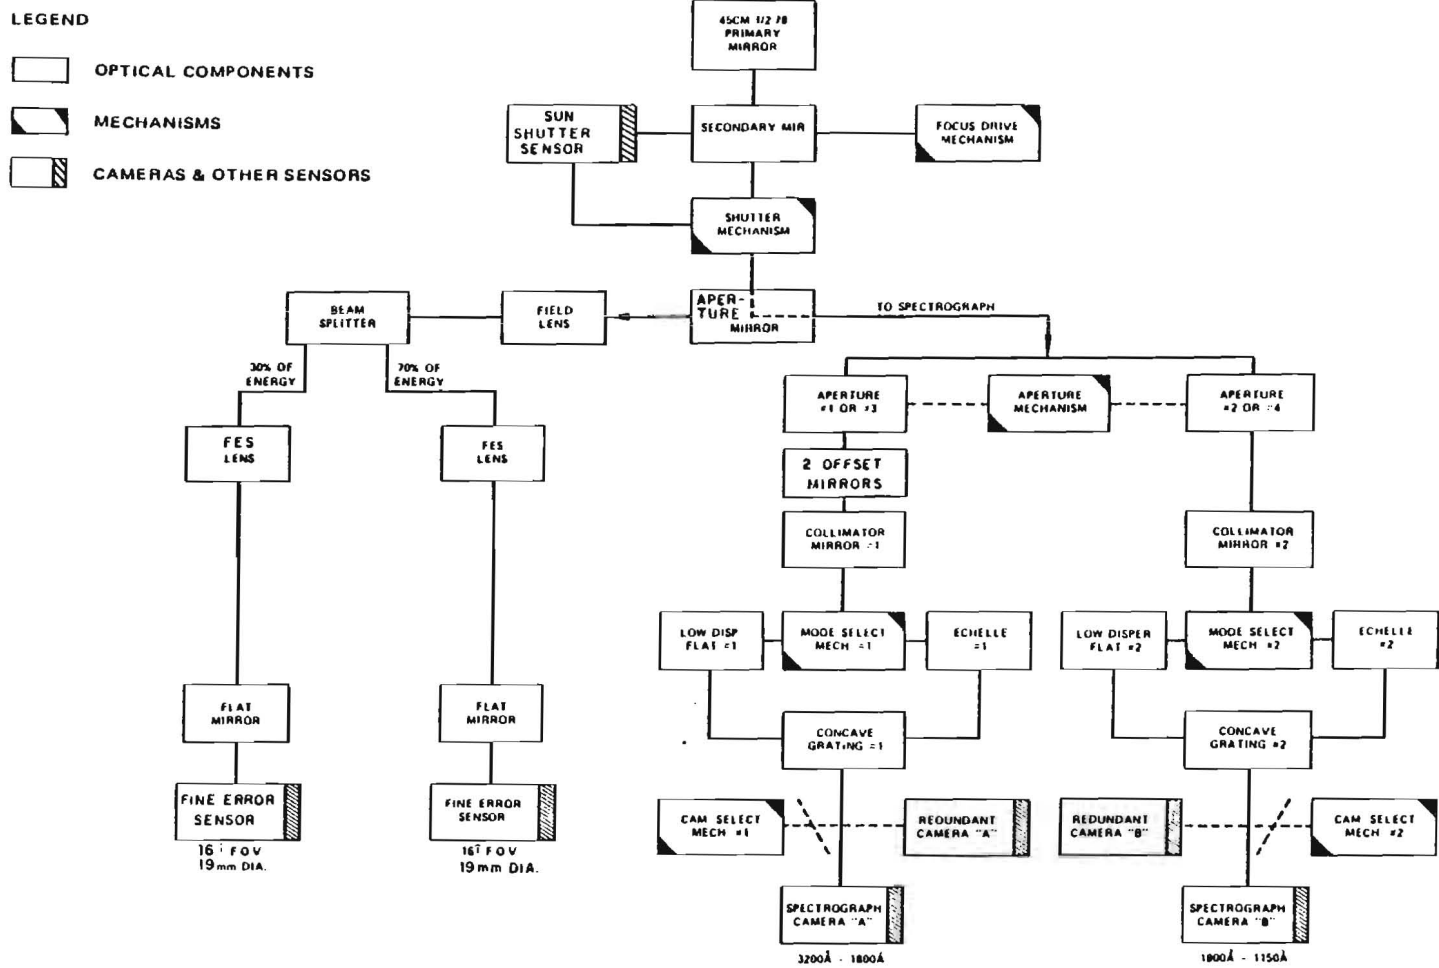 LEGEND
OPTICAL COMPONENTS
MECHANISMS
CAMERAS & OTHER SENSORS
45CM
PRIMARY
MIRROR
SUN
SHUTTER
SENSOR
SECONDARY MIR
FOCUS DRIVE
MECHANISM
SHUTTER
MECHANISM
BEAM
SPLITTER
FIELD
LENS
APER-
TURE
MIRROR
TO SPECTROGRAPH
30% OF
ENERGY
70% OF
ENERGY
APERTURE
#1 OR #3
APERTURE
MECHANISM
APERTURE
#2 OR #4
FES
LENS
FES
LENS
2 OFFSET
MIRRORS
COLLIMATOR
MIRROR #1
COLLIMATOR
MIRROR #2
LOW DISP
FLAT #1
MODE SELECT
MECH #1
ECHELLE
#1
LOW DISPER
FLAT #2
MODE SELECT
MECH #2
ECHELLE
#2
FLAT
MIRROR
FLAT
MIRROR
CONCAVE
GRATING #1
CONCAVE
GRATING #2
FINE ERROR
SENSOR
16 FOV
19mm DIA.
FINE ERROR
SENSOR
16 FOV
19mm DIA.
CAM SELECT
MECH #1
REDUNDANT
CAMERA "A"
REDUNDANT
CAMERA "B"
CAM SELECT
MECH #2
SPECTROGRAPH
CAMERA "A"
3200Å - 1800Å
SPECTROGRAPH
CAMERA "B"
1800Å - 1150Å